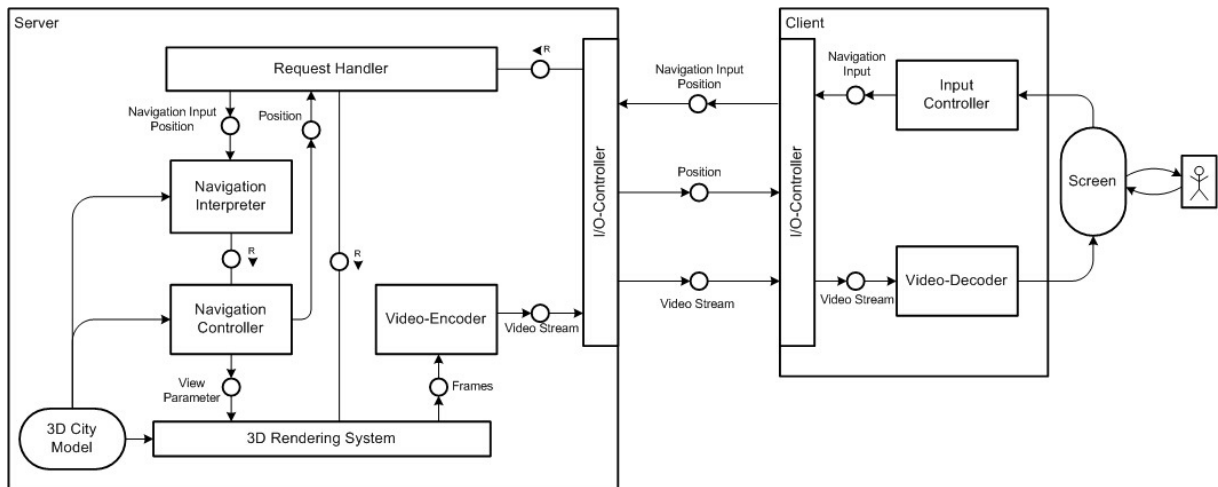 Server
Client
Request Handler
R
Navigation Input
Position
Position
Navigation
Interpreter
R
R
Navigation
Controller
View
Parameter
3D City
Model
3D Rendering System
Video-Encoder
Frames
Video Stream
I/O-Controller
Navigation Input
Position
Position
Video Stream
I/O-Controller
Navigation
Input
Input
Controller
Video Stream
Video-Decoder
Screen